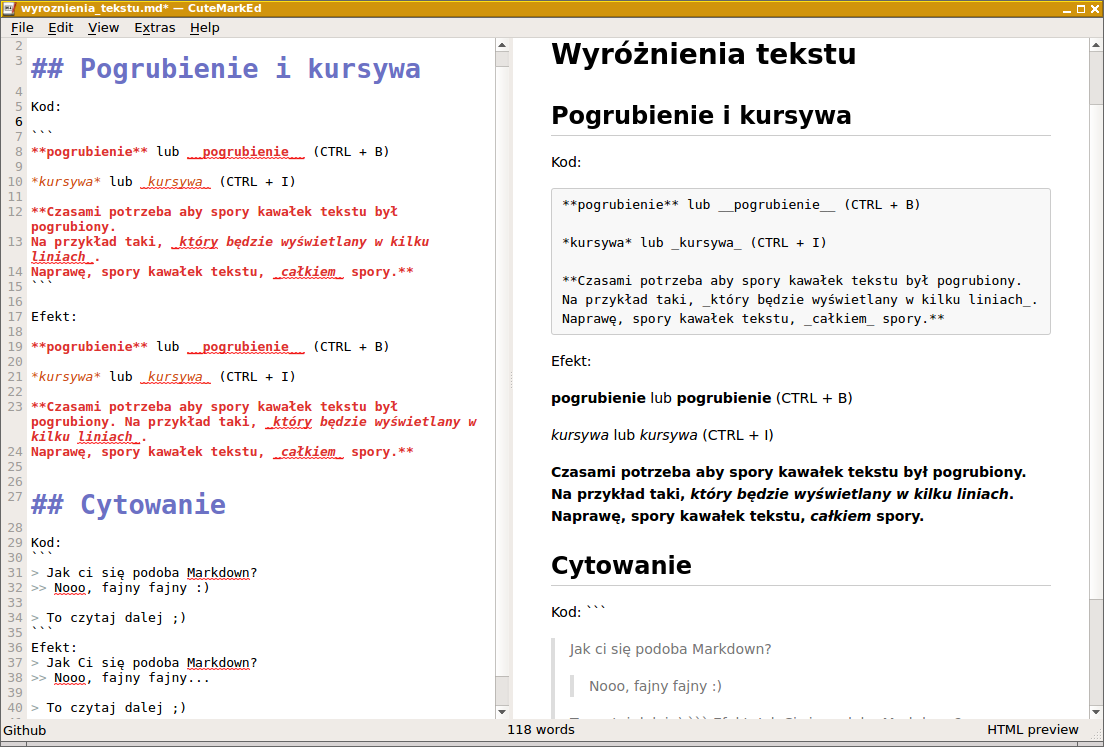 wyroznienia_tekstu.md* — CuteMarkEd
File Edit View Extras Help
2
3 ## Pogrubienie i kursywa
4
5 Kod:
6
7 ```
8 **pogrubienie** lub __pogrubienie__ (CTRL + B)
9
10 *kursywa* lub _kursywa_ (CTRL + I)
11
12 **Czasami potrzeba aby spory kawałek tekstu był
pogrubiony.
13 Na przykład taki, _który będzie wyświetlany w kilku
liniach_.
14 Naprawę, spory kawałek tekstu, _całkiem_ spory.**
15 ```
16
17 Efekt:
18
19 **pogrubienie** lub __pogrubienie__ (CTRL + B)
20
21 *kursywa* lub _kursywa_ (CTRL + I)
22
23 **Czasami potrzeba aby spory kawałek tekstu był
pogrubiony. Na przykład taki, _który będzie wyświetlany w
kilku liniach_.
24 Naprawę, spory kawałek tekstu, _całkiem_ spory.**
25
26
27 ## Cytowanie
28
29 Kod:
30 ```
31 > Jak ci się podoba Markdown?
32 >> Nooo, fajny fajny :)
33
34 > To czytaj dalej ;)
35 ```
36 Efekt:
37 > Jak Ci się podoba Markdown?
38 >> Nooo, fajny fajny...
39
40 > To czytaj dalej ;)
Wyróżnienia tekstu
Pogrubienie i kursywa
Kod:
**pogrubienie** lub __pogrubienie__ (CTRL + B)
*kursywa* lub _kursywa_ (CTRL + I)
**Czasami potrzeba aby spory kawałek tekstu był pogrubiony.
Na przykład taki, _który będzie wyświetlany w kilku liniach_.
Naprawę, spory kawałek tekstu, _całkiem_ spory.**
Efekt:
pogrubienie lub pogrubienie (CTRL + B)
kursywa lub kursywa (CTRL + I)
Czasami potrzeba aby spory kawałek tekstu był pogrubiony.
Na przykład taki, który będzie wyświetlany w kilku liniach.
Naprawę, spory kawałek tekstu, całkiem spory.
Cytowanie
Kod: ```
Jak ci się podoba Markdown?
Nooo, fajny fajny :)
Github
118 words
HTML preview